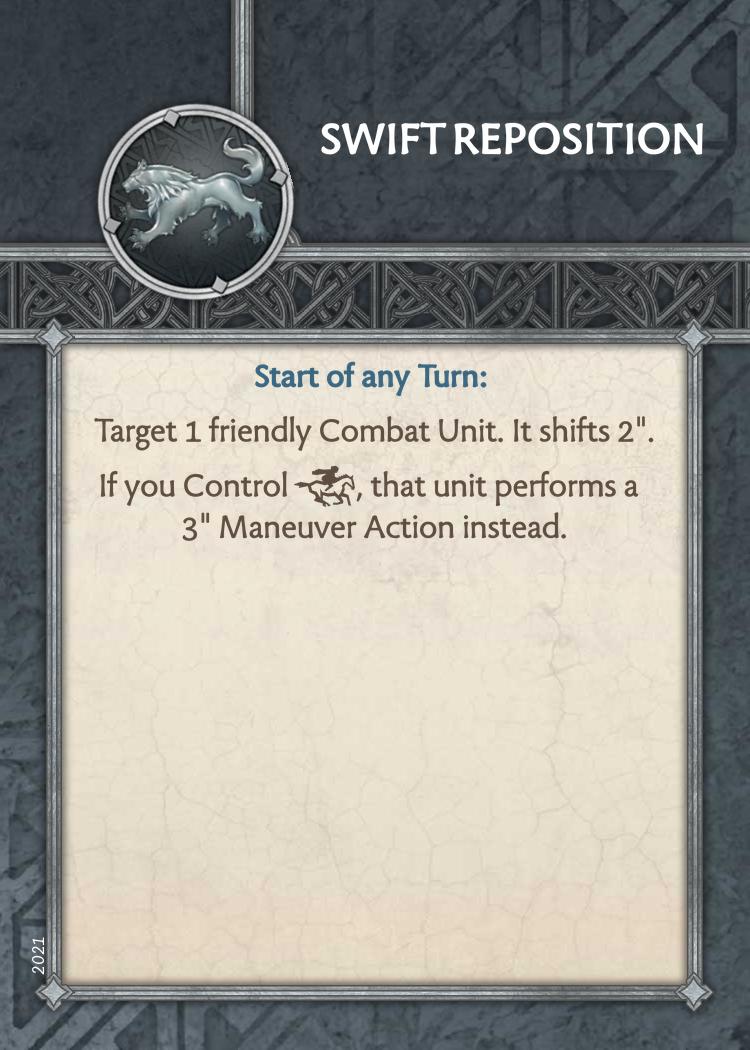 SWIFT REPOSITION
Start of any Turn:
Target 1 friendly Combat Unit. It shifts 2".
If you Control , that unit performs a
3" Maneuver Action instead.
2021